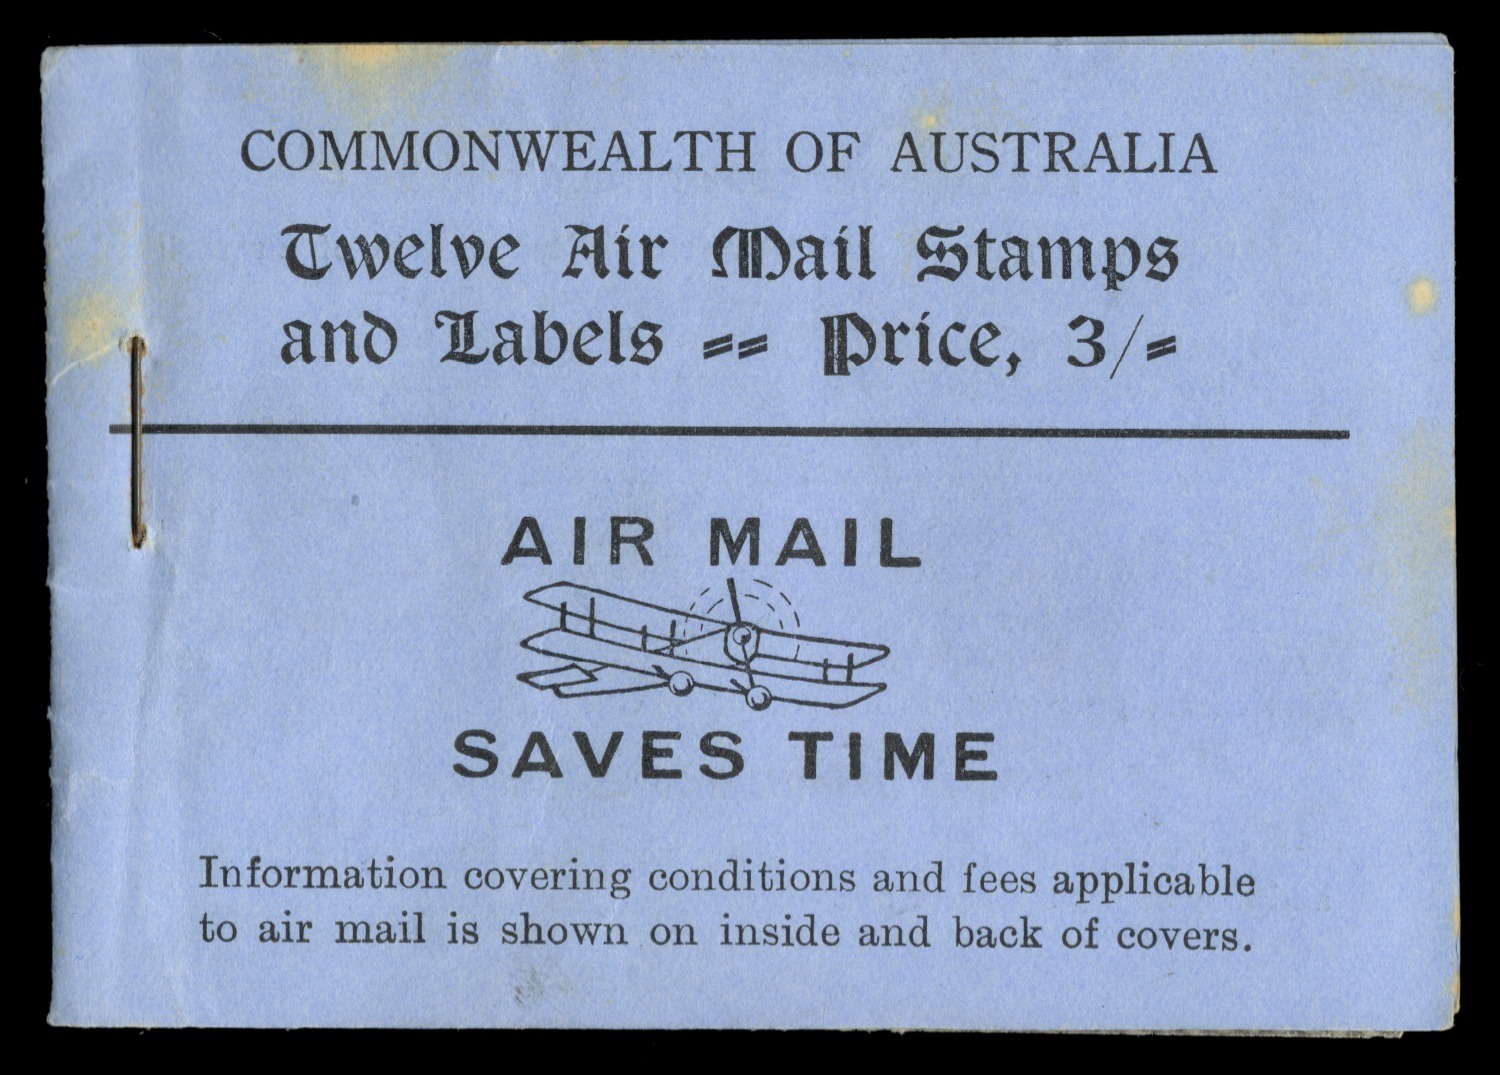 COMMONWEALTH OF AUSTRALIA
Twelve Air Mail Stamps
and Labels -- Price, 3/-
AIR MAIL
SAVES TIME
Information covering conditions and fees applicable
to air mail is shown on inside and back of covers.